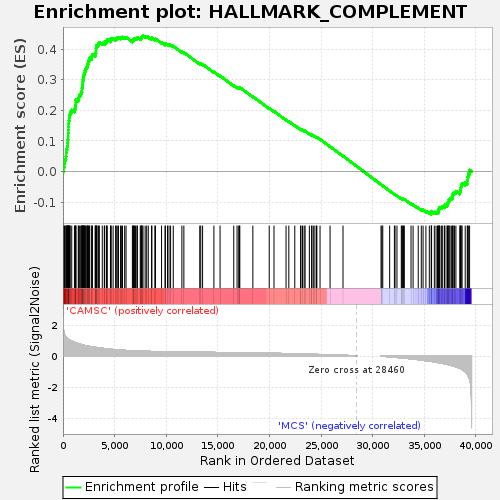 Enrichment plot: HALLMARK_COMPLEMENT
Enrichment score (ES)
0.4
0.3
0.2
0.1
0.0
-0.1
'CAMSC' (positively correlated)
Ranked list metric (Signal2Noise)
2
0
-2
-4
Zero cross at 28460
'MCS' (negatively correlated)
0
5,000
10,000
15,000
20,000
25,000
30,000
35,000
40,000
Rank in Ordered Dataset
Enrichment profile
Hits
Ranking metric scores